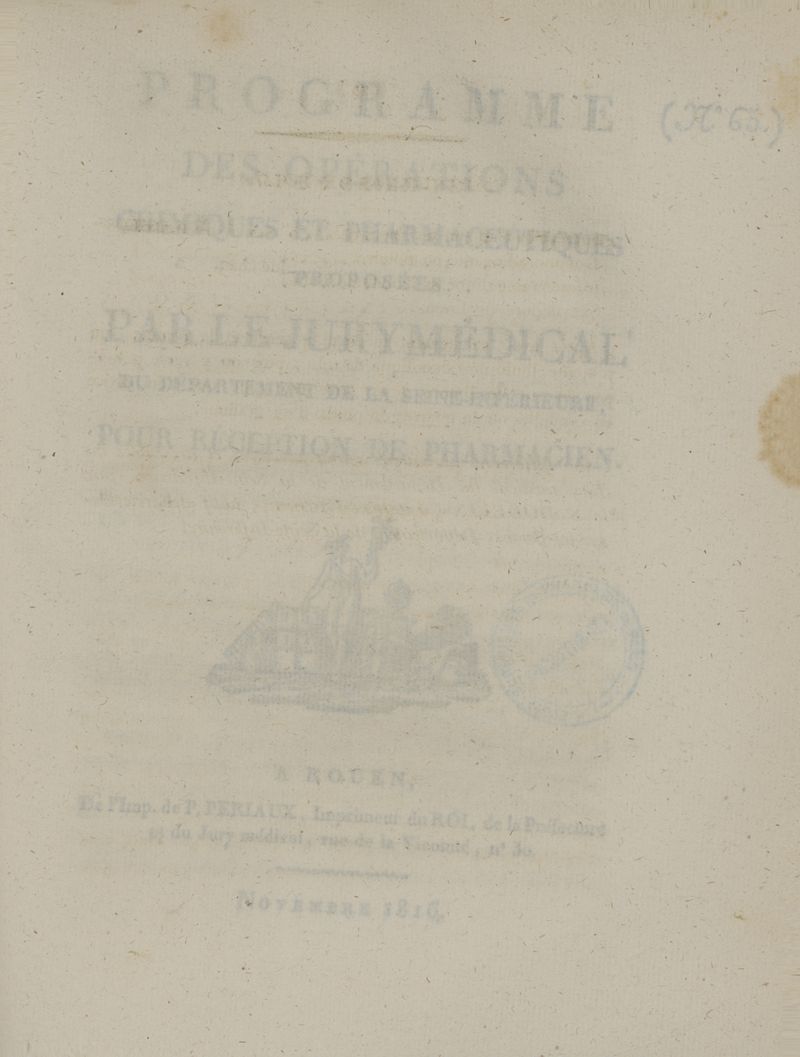 PROGRAMME (N° 65.)
DES OPÉRATIONS
CHIMIQUES ET PHARMACEUTIQUES
PROPOSÉES
PAR LE JURY MÉDICAL
DU DÉPARTEMENT DE LA SEINE-INFÉRIEURE,
POUR RÉCEPTION DE PHARMACIEN.
A ROUEN,
De l'Imp. de P. PERIAUX, Imprimeur du ROI, de la Préfecture
et du Jury médical, rue de la Vicomté, n° 30.
NOVEMBRE 1816.